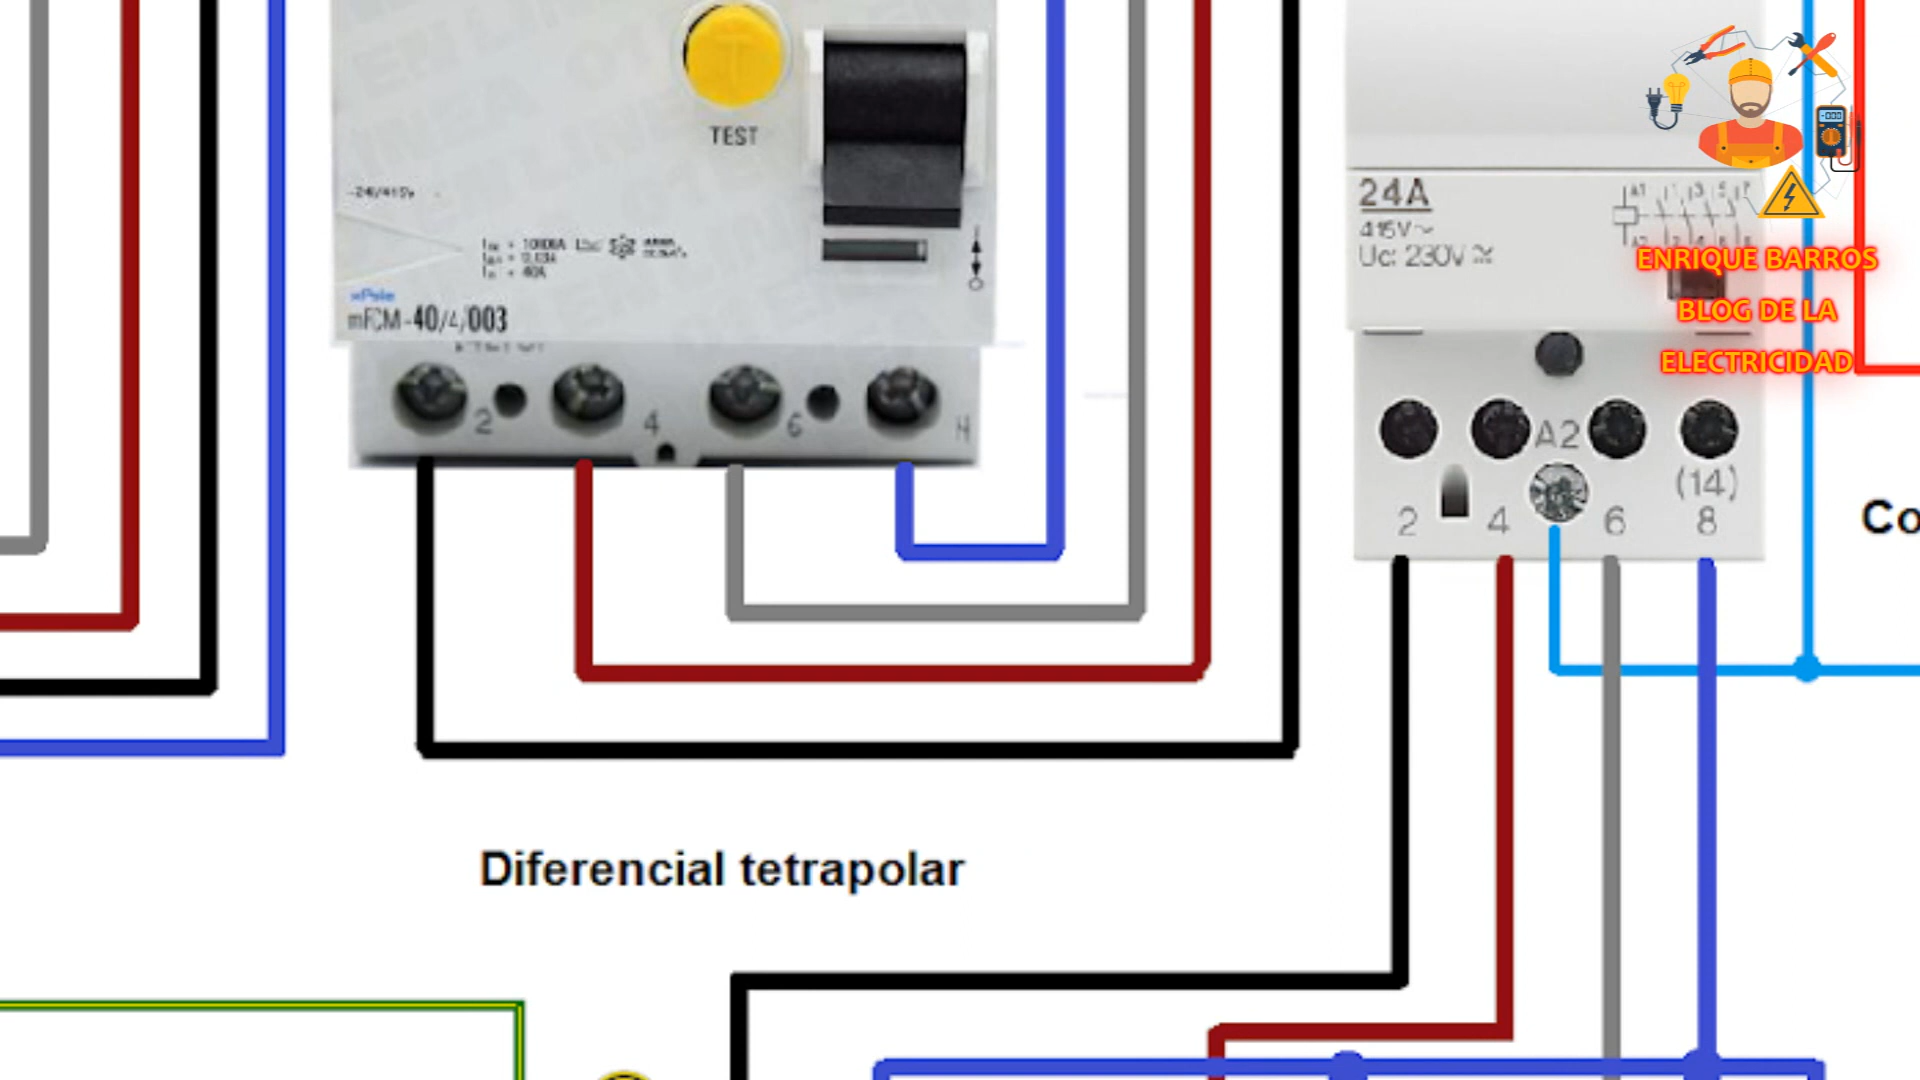 TEST
xPole
mFCM-40/4/003
2 4 6 N
24A
415V~
Uc: 230V
A2
(14)
2 4 6 8
ENRIQUE BARROS
BLOG DE LA
ELECTRICIDAD
Co
Diferencial tetrapolar